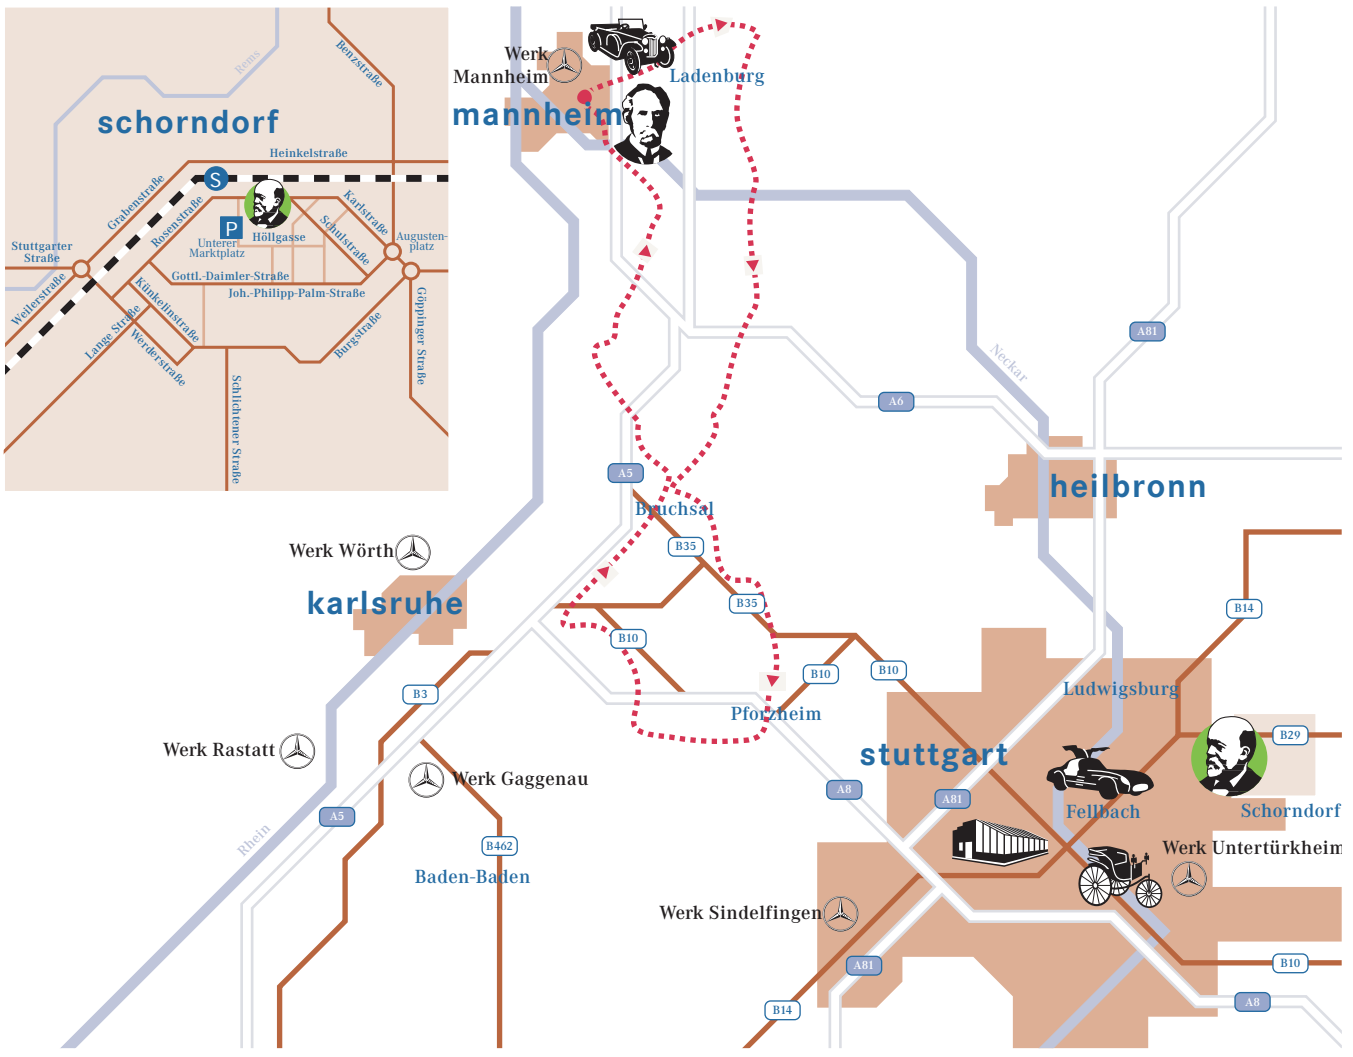 Rems
Benzstraße
schorndorf
Heinkelstraße
S
Grabenstraße
Rosenstraße
Karlstraße
Schulstraße
P
Höllgasse
Unterer
Marktplatz
Augusten-
platz
Stuttgarter
Straße
Gottl.-Daimler-Straße
Joh.-Philipp-Palm-Straße
Weilerstraße
Künkelinstraße
Lange Straße
Werderstraße
Burgstraße
Göppinger Straße
Schlichtener Straße
Werk
Mannheim
mannheim
Ladenburg
A81
Neckar
A6
A5
heilbronn
Bruchsal
B35
Werk Wörth
karlsruhe
B35
B10
B14
B10
B10
B3
Ludwigsburg
Pforzheim
B29
Werk Rastatt
stuttgart
Werk Gaggenau
A8
A81
Fellbach
Schorndorf
A5
Rhein
B462
Werk Untertürkheim
Baden-Baden
Werk Sindelfingen
A81
B10
A8
B14